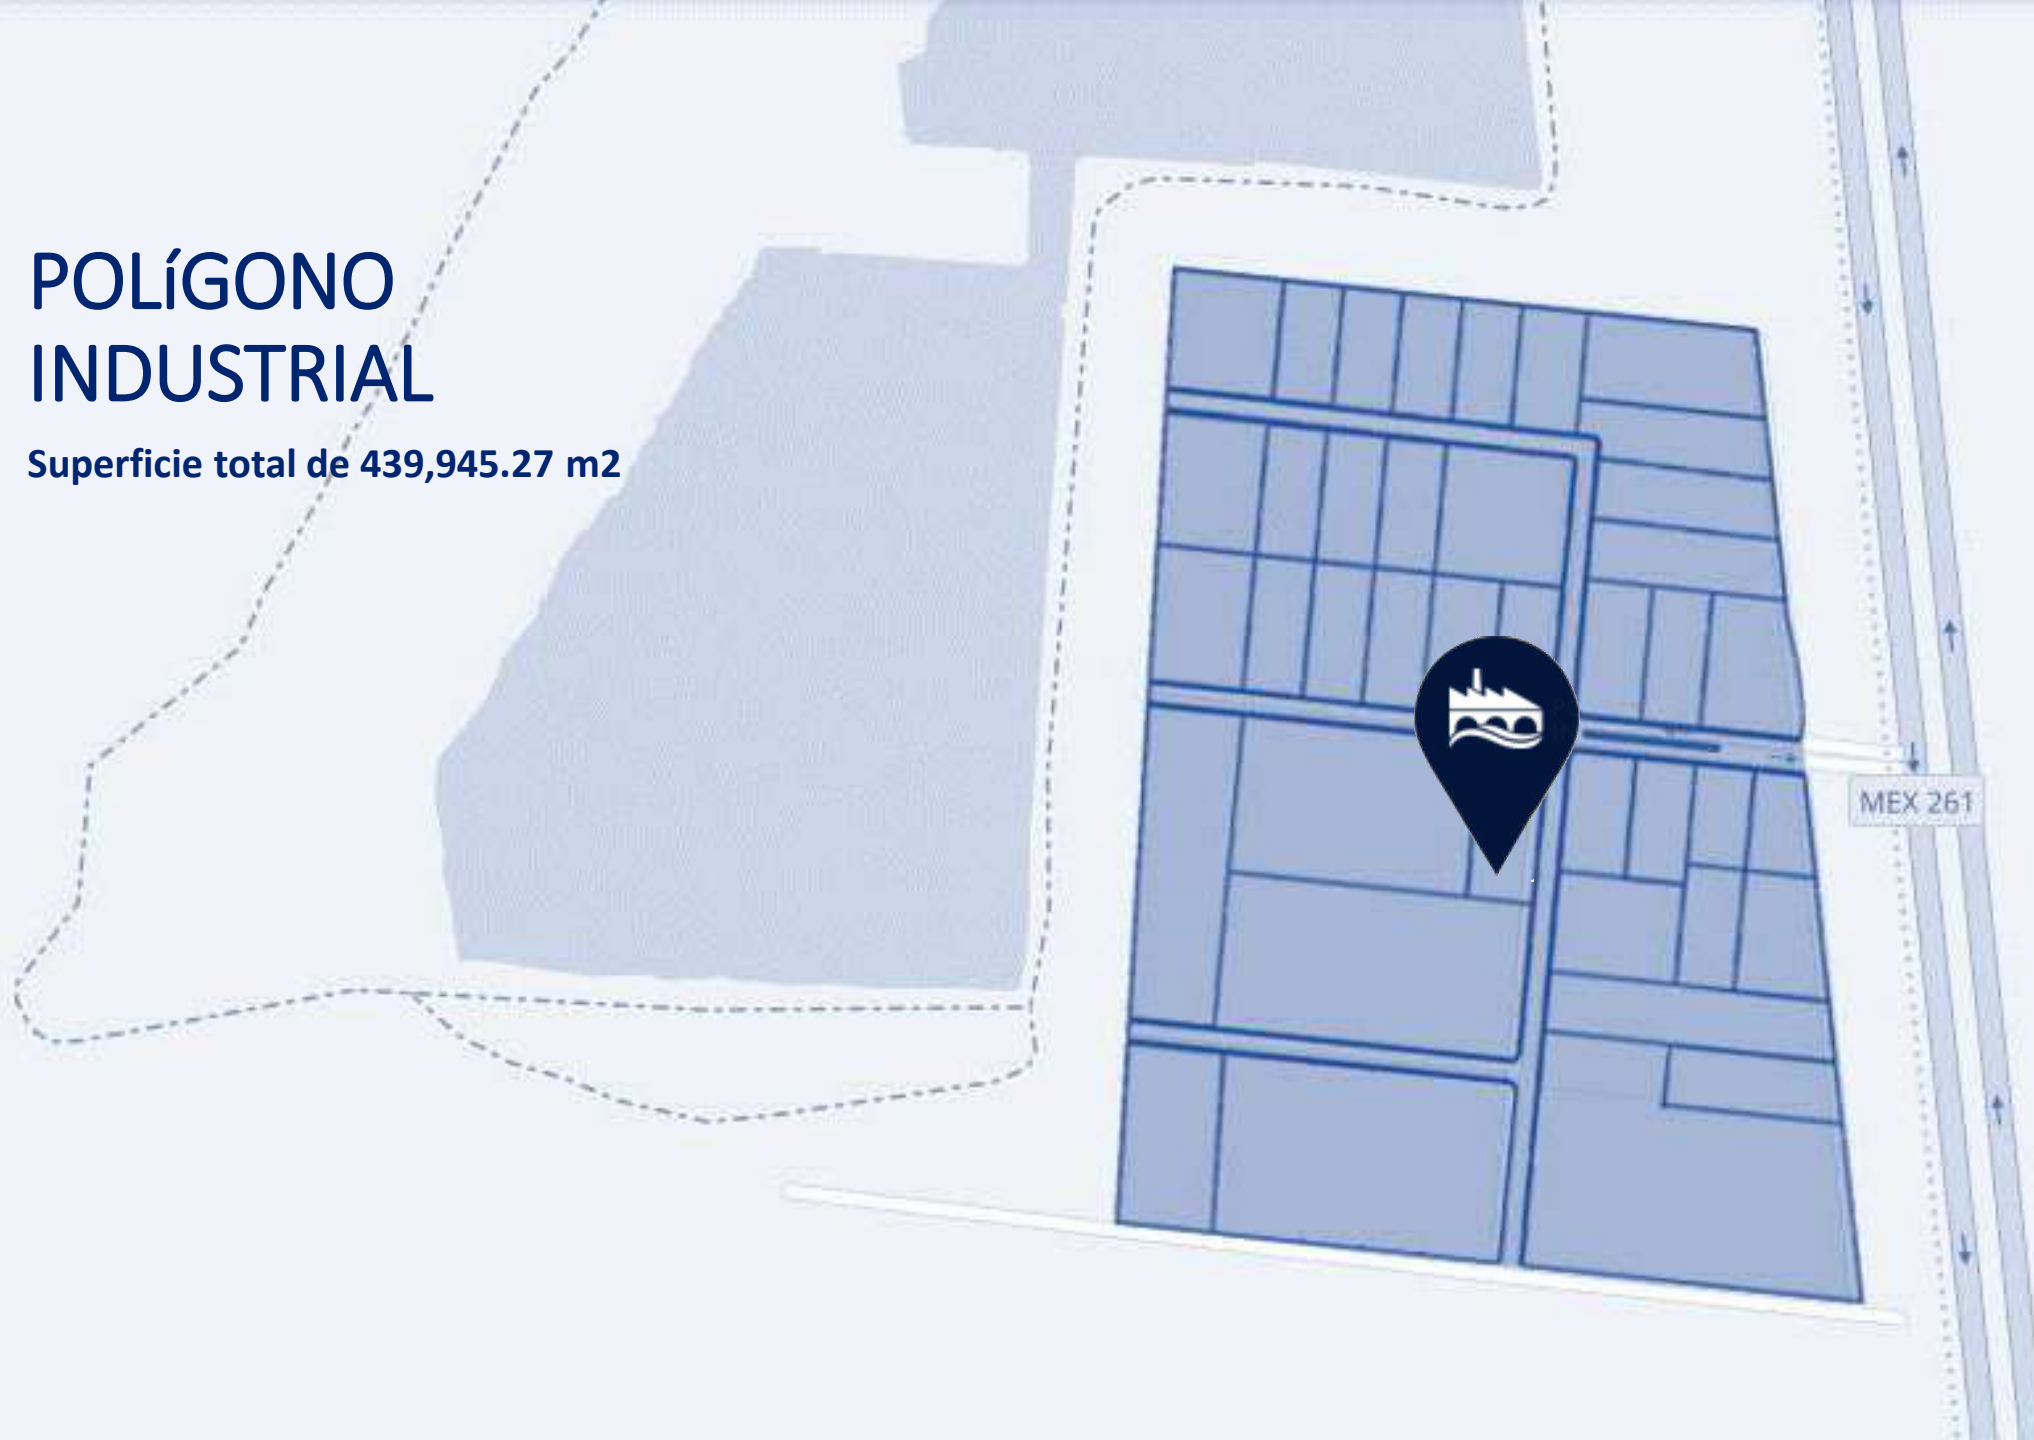 POLíGONO
INDUSTRIAL
Superficie total de 439,945.27 m2
MEX 261